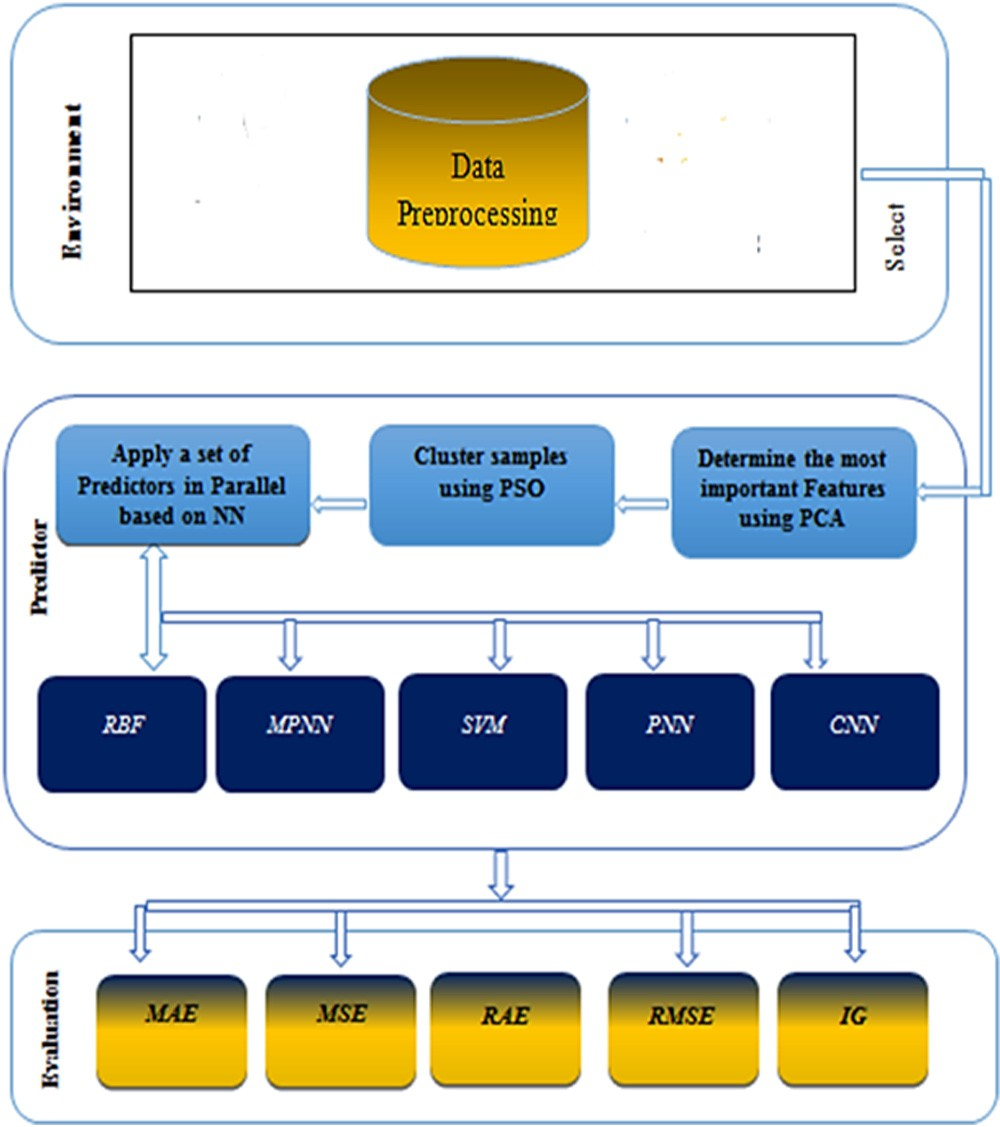 Environment
Data
Preprocessing
Select
Predictor
Apply a set of
Predictors in Parallel
based on NN
Cluster samples
using PSO
Determine the most
important Features
using PCA
RBF
MPNN
SVM
PNN
CNN
Evaluation
MAE
MSE
RAE
RMSE
IG